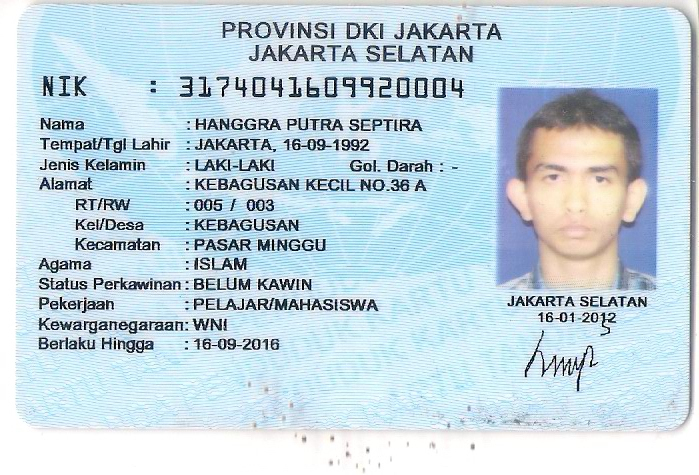 PROVINSI DKI JAKARTA
JAKARTA SELATAN
NIK : 3174041609920004
Nama : HANGGRA PUTRA SEPTIRA
Tempat/Tgl Lahir : JAKARTA, 16-09-1992
Jenis Kelamin : LAKI-LAKI Gol. Darah : -
Alamat : KEBAGUSAN KECIL NO.36 A
RT/RW : 005 / 003
Kel/Desa : KEBAGUSAN
Kecamatan : PASAR MINGGU
Agama : ISLAM
Status Perkawinan : BELUM KAWIN
Pekerjaan : PELAJAR/MAHASISWA
Kewarganegaraan : WNI
Berlaku Hingga : 16-09-2016
JAKARTA SELATAN
16-01-2012